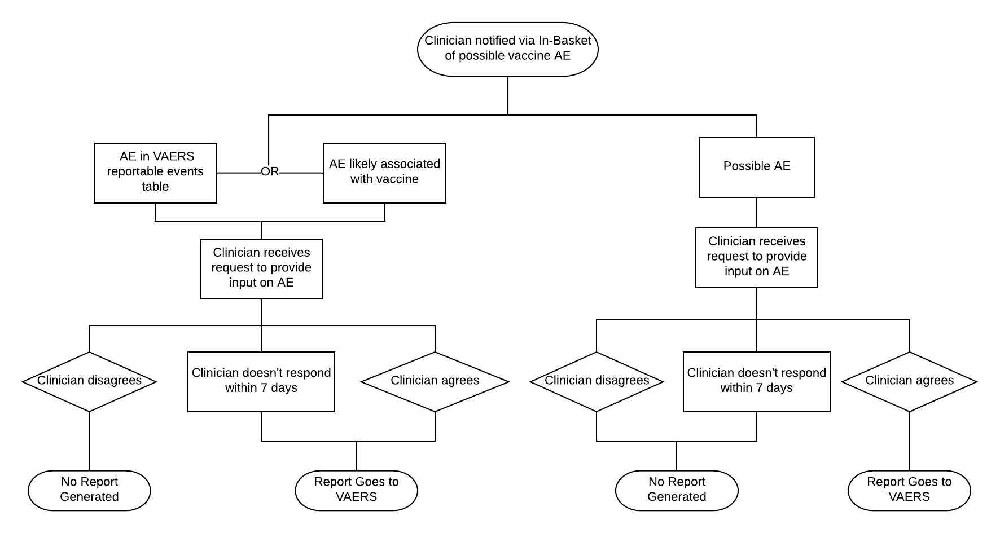 Clinician notified via In-Basket
of possible vaccine AE
AE in VAERS
reportable events
table
OR
AE likely associated
with vaccine
Possible AE
Clinician receives
request to provide
input on AE
Clinician receives
request to provide
input on AE
Clinician disagrees
Clinician doesn't respond
within 7 days
Clinician agrees
Clinician disagrees
Clinician doesn't respond
within 7 days
Clinician agrees
No Report
Generated
Report Goes to
VAERS
No Report
Generated
Report Goes to
VAERS